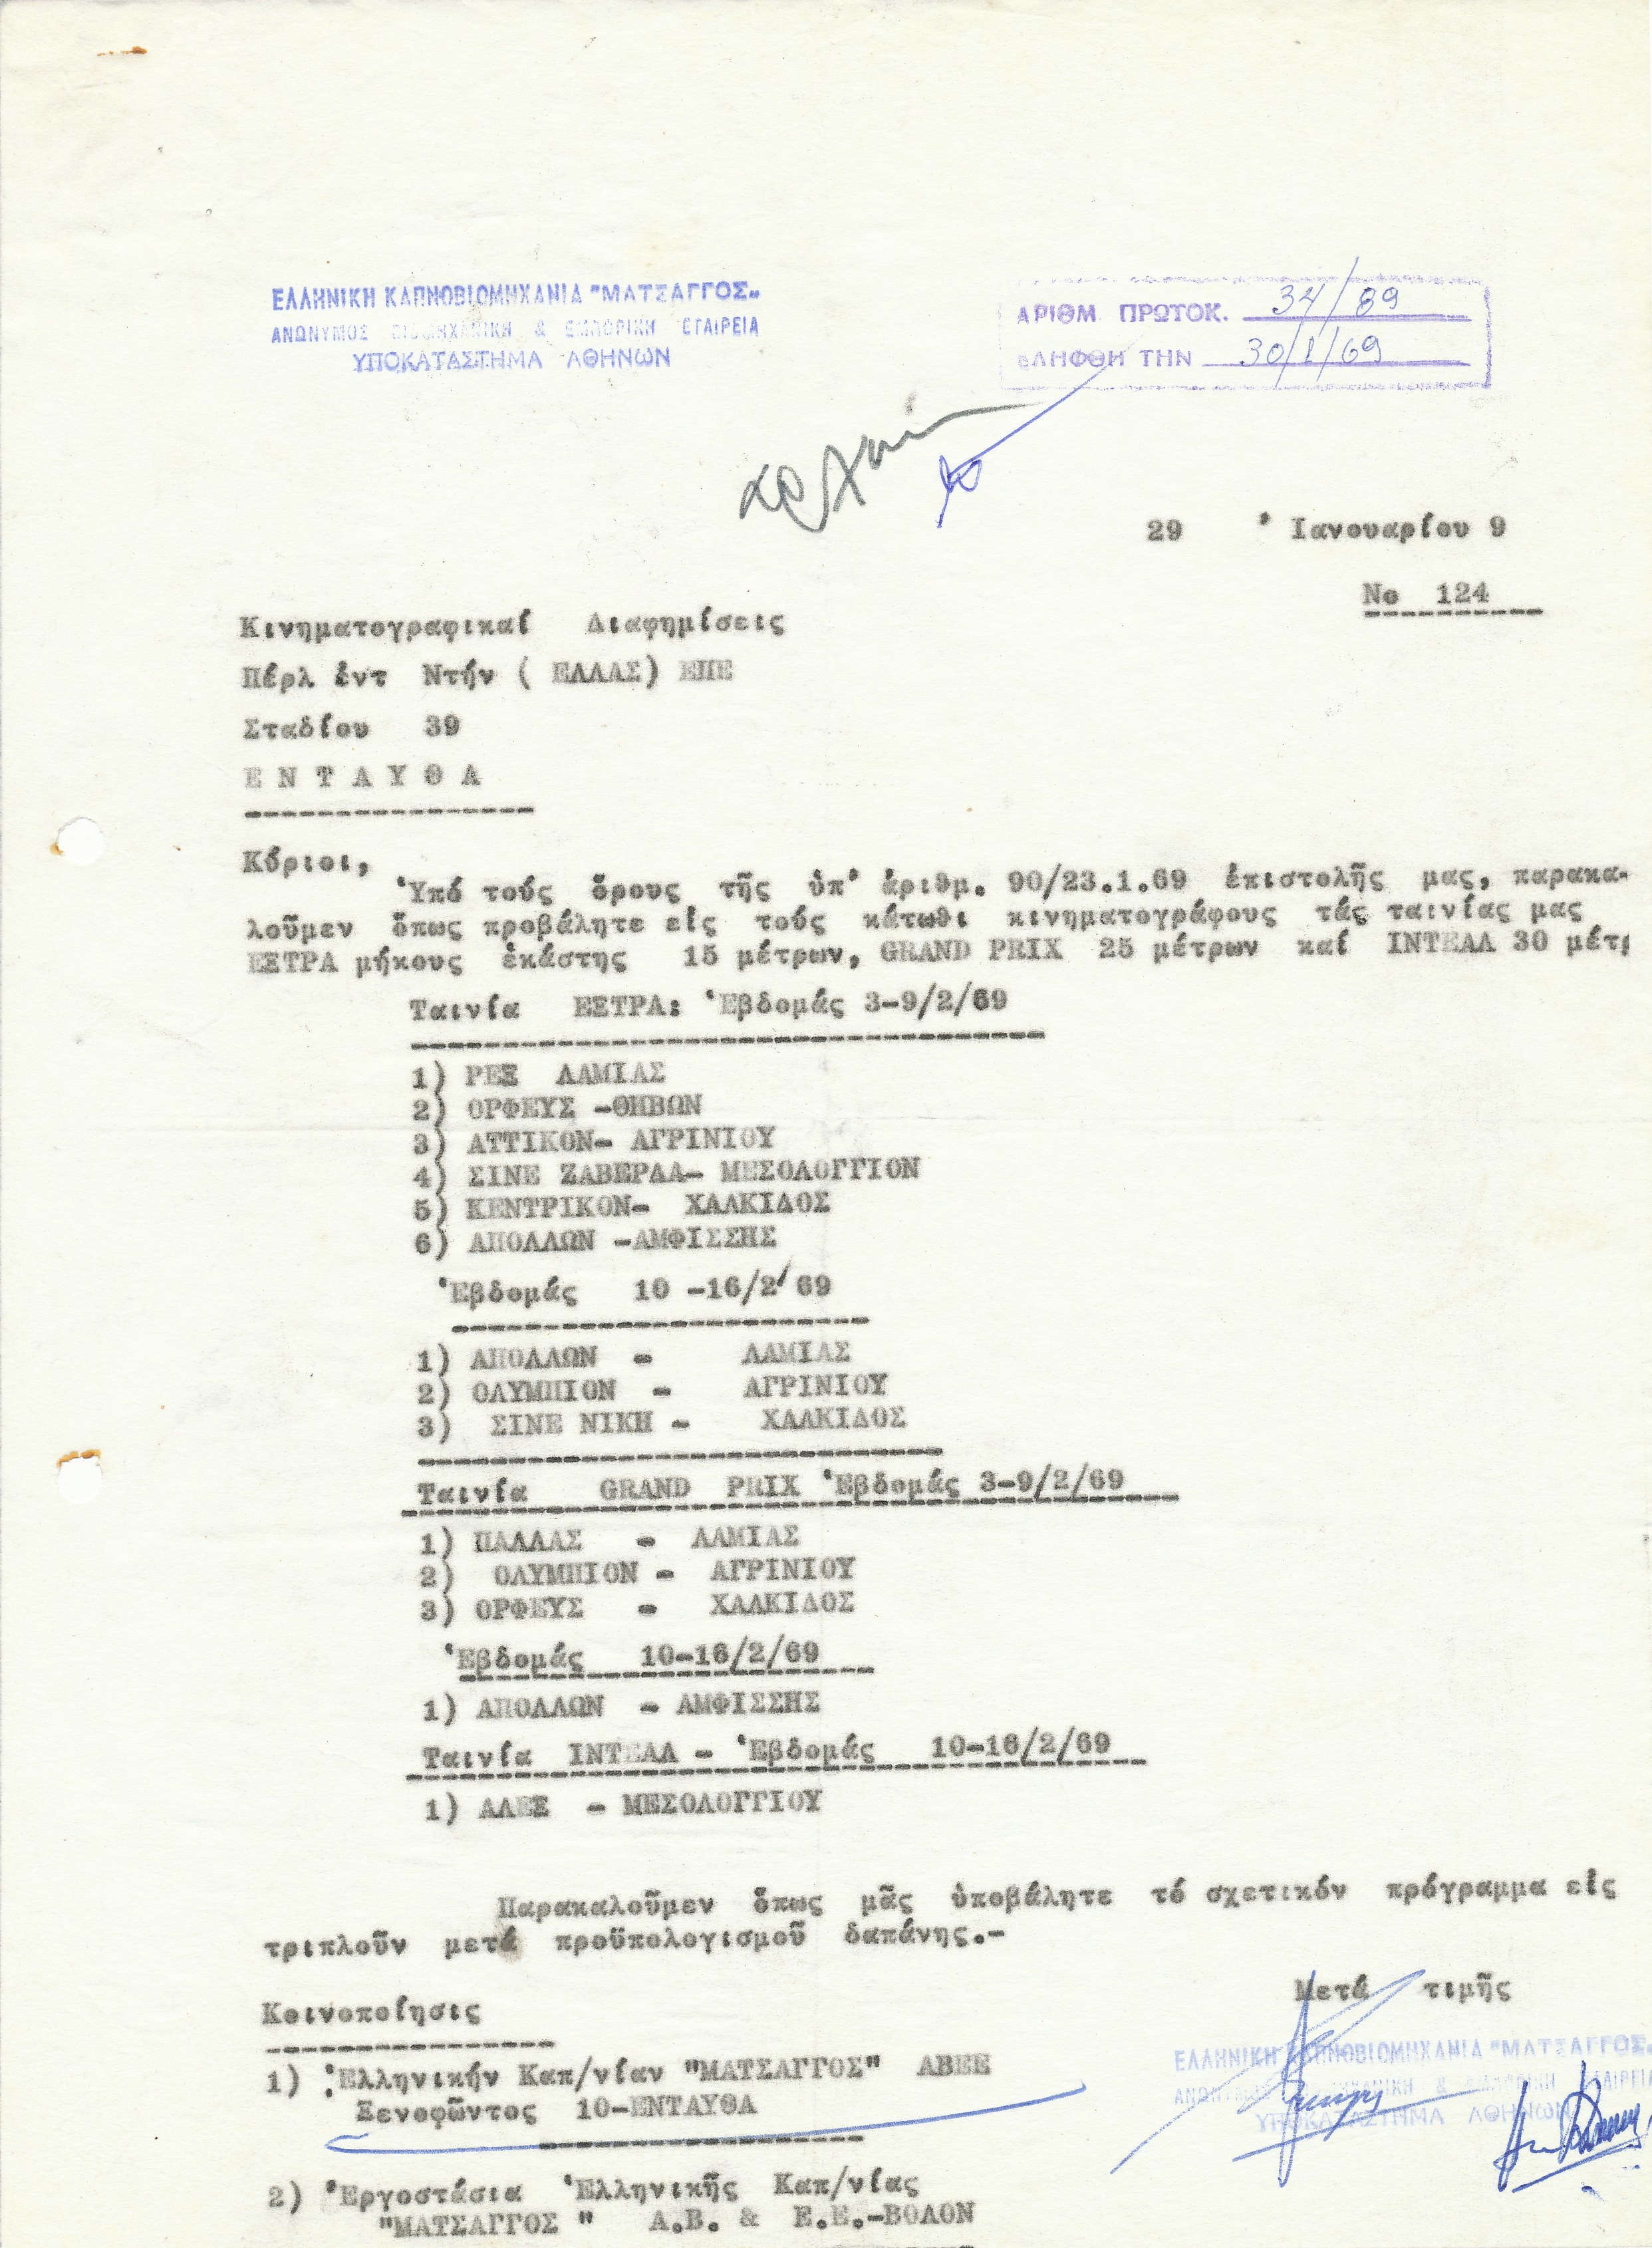 ΕΛΛΗΝΙΚΗ ΚΑΠΝΟΒΙΟΜΗΧΑΝΙΑ "ΜΑΤΣΑΓΓΟΣ"
ΑΝΩΝΥΜΟΣ ΒΙΟΜΗΧΑΝΙΚΗ & ΕΜΠΟΡΙΚΗ ΕΤΑΙΡΕΙΑ
ΥΠΟΚΑΤΑΣΤΗΜΑ ΑΘΗΝΩΝ
ΑΡΙΘΜ ΠΡΩΤΟΚ. 34/89
ΕΛΗΦΘΗ ΤΗΝ 30/1/69
29 'Ιανουαρίου 9
Νο 124
Κινηματογραφικαί Διαφημίσεις
Πέρλ έντ Ντήν ( ΕΛΛΑΣ) ΕΠΕ
Σταδίου 39
Ε Ν Τ Α Υ Θ Α
Κύριοι,
Ὑπό τούς ὅρους τῆς ὑπ' ἀριθμ. 90/23.1.69 ἐπιστολῆς μας, παρακα-
λοῦμεν ὅπως προβάλητε είς τούς κάτωθι κινηματογράφους τάς ταινίας μας
ΕΞΤΡΑ μήκους ἑκάστης 15 μέτρων, GRAND PRIX 25 μέτρων καί ΙΝΤΕΑΛ 30 μέτρ
Ταινία ΕΞΤΡΑ: Ἑβδομάς 3-9/2/69
1) ΡΕΞ ΛΑΜΙΑΣ
2) ΟΡΦΕΥΣ -ΘΗΒΩΝ
3) ΑΤΤΙΚΟΝ- ΑΓΡΙΝΙΟΥ
4) ΣΙΝΕ ΖΑΒΕΡΔΑ- ΜΕΣΟΛΟΓΓΙΟΝ
5) ΚΕΝΤΡΙΚΟΝ- ΧΑΛΚΙΔΟΣ
6) ΑΠΟΛΛΩΝ -ΑΜΦΙΣΣΗΣ
Ἑβδομάς 10 -16/2/69
1) ΑΠΟΛΛΩΝ - ΛΑΜΙΑΣ
2) ΟΛΥΜΠΙΟΝ - ΑΓΡΙΝΙΟΥ
3) ΣΙΝΕ ΝΙΚΗ - ΧΑΛΚΙΔΟΣ
Ταινία GRAND PRIX Ἑβδομάς 3-9/2/69
1) ΠΑΛΛΑΣ - ΛΑΜΙΑΣ
2) ΟΛΥΜΠΙΟΝ - ΑΓΡΙΝΙΟΥ
3) ΟΡΦΕΥΣ - ΧΑΛΚΙΔΟΣ
Ἑβδομάς 10-16/2/69
1) ΑΠΟΛΛΩΝ - ΑΜΦΙΣΣΗΣ
Ταινία ΙΝΤΕΑΛ - Ἑβδομάς 10-16/2/69
1) ΑΛΕΞ - ΜΕΣΟΛΟΓΓΙΟΥ
Παρακαλοῦμεν ὅπως μᾶς ὑποβάλητε τό σχετικόν πρόγραμμα είς
τριπλοῦν μετά προϋπολογισμοῦ δαπάνης.-
Μετά τιμῆς
ΕΛΛΗΝΙΚΗ ΚΑΠΝΟΒΙΟΜΗΧΑΝΙΑ "ΜΑΤΣΑΓΓΟΣ"
ΑΝΩΝΥΜΟΣ ΒΙΟΜΗΧΑΝΙΚΗ & ΕΜΠΟΡΙΚΗ ΕΤΑΙΡΕΙΑ
ΥΠΟΚΑΤΑΣΤΗΜΑ ΑΘΗΝΩΝ
Κοινοποίησις
1) Ἑλληνικήν Καπ/νίαν "ΜΑΤΣΑΓΓΟΣ" ΑΒΕΕ
Ξενοφῶντος 10-ΕΝΤΑΥΘΑ
2) Ἐργοστάσια Ἑλληνικῆς Καπ/νίας
"ΜΑΤΣΑΓΓΟΣ " Α.Β. & Ε.Ε.-ΒΟΛΟΝ